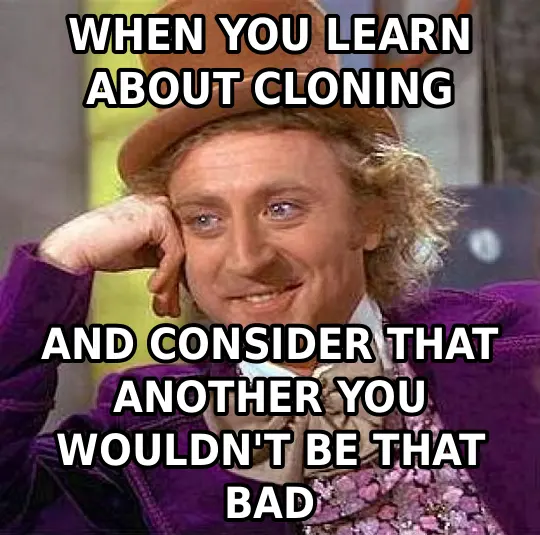 WHEN YOU LEARN
ABOUT CLONING
AND CONSIDER THAT
ANOTHER YOU
WOULDN'T BE THAT
BAD